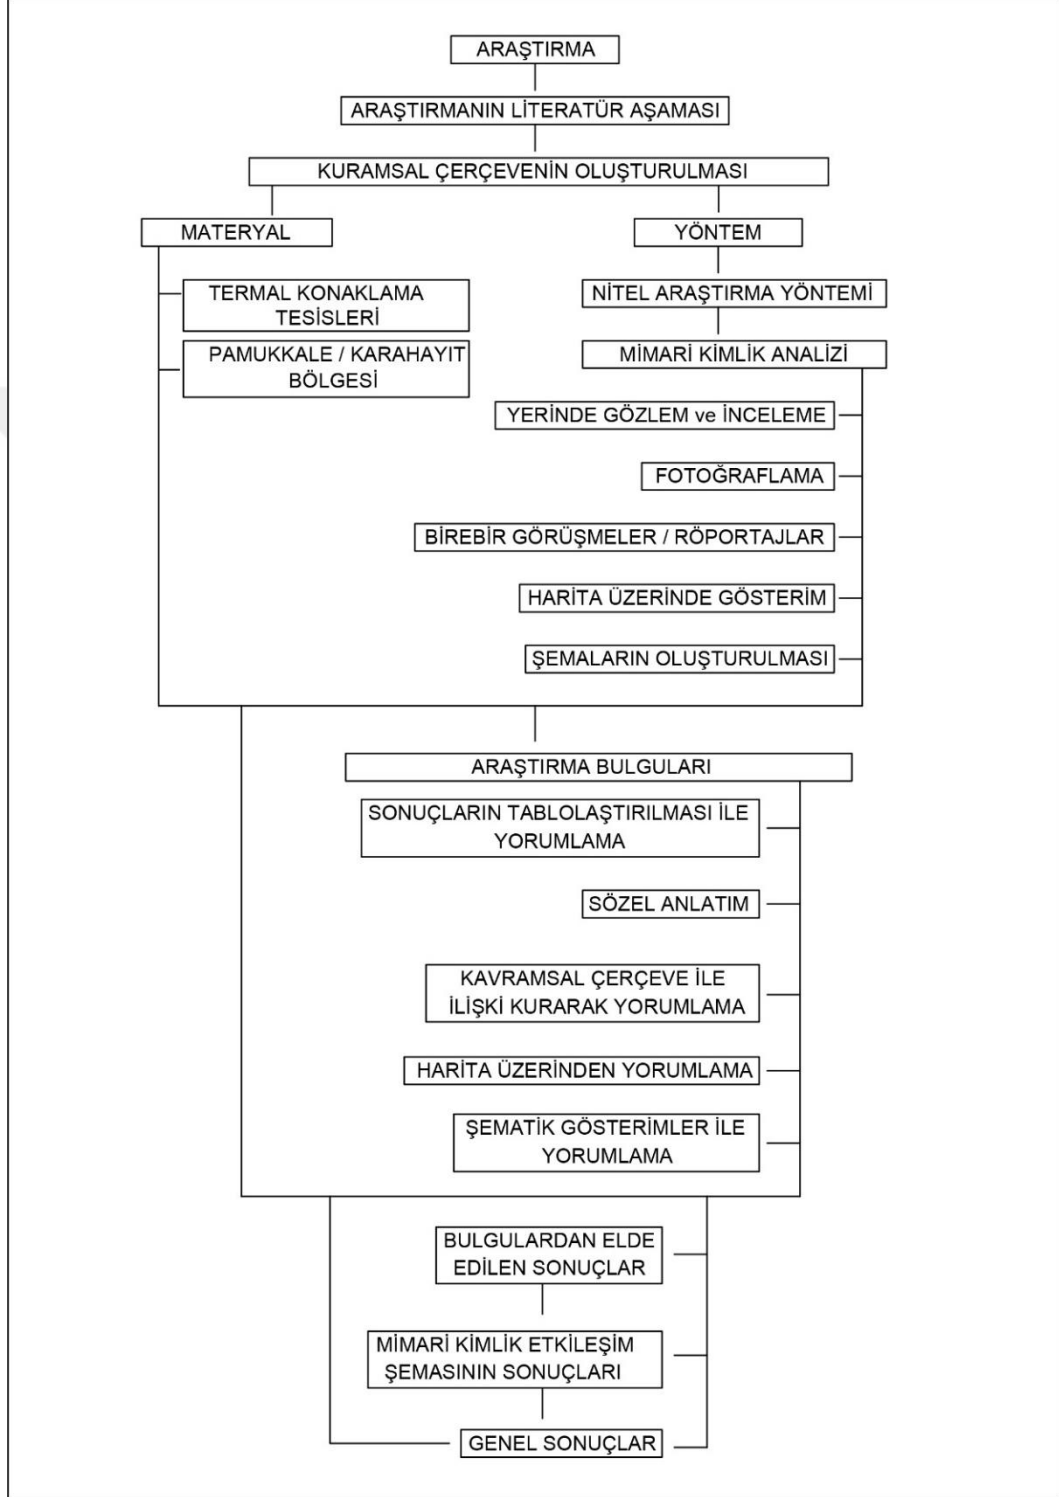 ARAŞTIRMA
ARAŞTIRMANIN LİTERATÜR AŞAMASI
KURAMSAL ÇERÇEVENİN OLUŞTURULMASI
MATERYAL
YÖNTEM
TERMAL KONAKLAMA
TESİSLERİ
NİTEL ARAŞTIRMA YÖNTEMİ
PAMUKKALE / KARAHAYIT
BÖLGESİ
MİMARİ KİMLİK ANALİZİ
YERİNDE GÖZLEM ve İNCELEME
FOTOĞRAFLAMA
BİREBİR GÖRÜŞMELER / RÖPORTAJLAR
HARİTA ÜZERİNDE GÖSTERİM
ŞEMALARIN OLUŞTURULMASI
ARAŞTIRMA BULGULARI
SONUÇLARIN TABLOLAŞTIRILMASI İLE
YORUMLAMA
SÖZEL ANLATIM
KAVRAMSAL ÇERÇEVE İLE
İLİŞKİ KURARAK YORUMLAMA
HARİTA ÜZERİNDEN YORUMLAMA
ŞEMATİK GÖSTERİMLER İLE
YORUMLAMA
BULGULARDAN ELDE
EDİLEN SONUÇLAR
MİMARİ KİMLİK ETKİLEŞİM
ŞEMASININ SONUÇLARI
GENEL SONUÇLAR